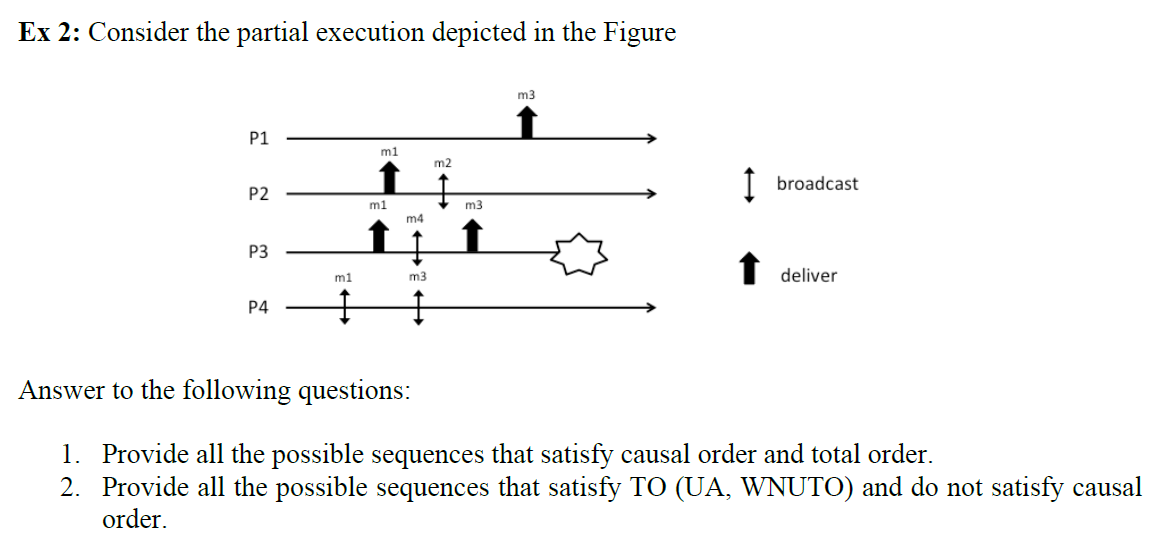 Ex 2: Consider the partial execution depicted in the Figure
m3
P1
m1
m2
P2
broadcast
m1
m3
m4
P3
deliver
m1
m3
P4
Answer to the following questions:
1. Provide all the possible sequences that satisfy causal order and total order.
2. Provide all the possible sequences that satisfy TO (UA, WNUTO) and do not satisfy causal
order.